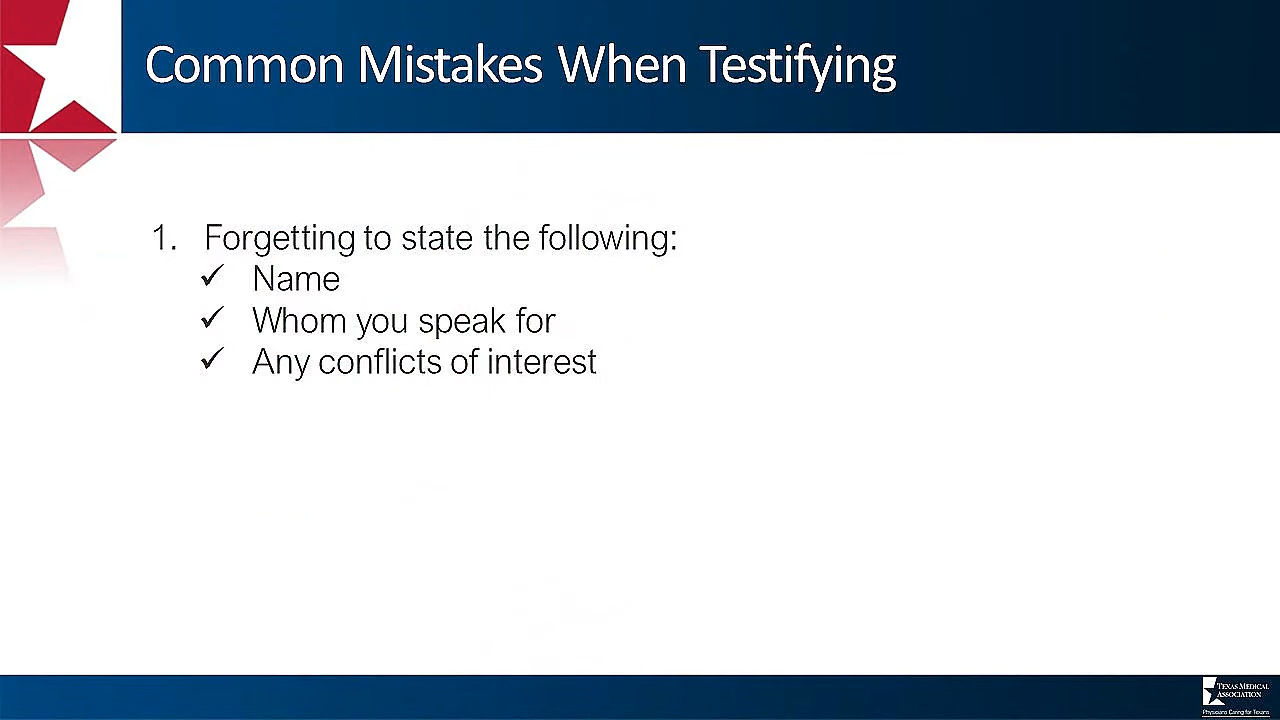 Common Mistakes When Testifying
1. Forgetting to state the following:
✓ Name
✓ Whom you speak for
✓ Any conflicts of interest
TEXAS MEDICAL
ASSOCIATION
Physicians Caring for Texans